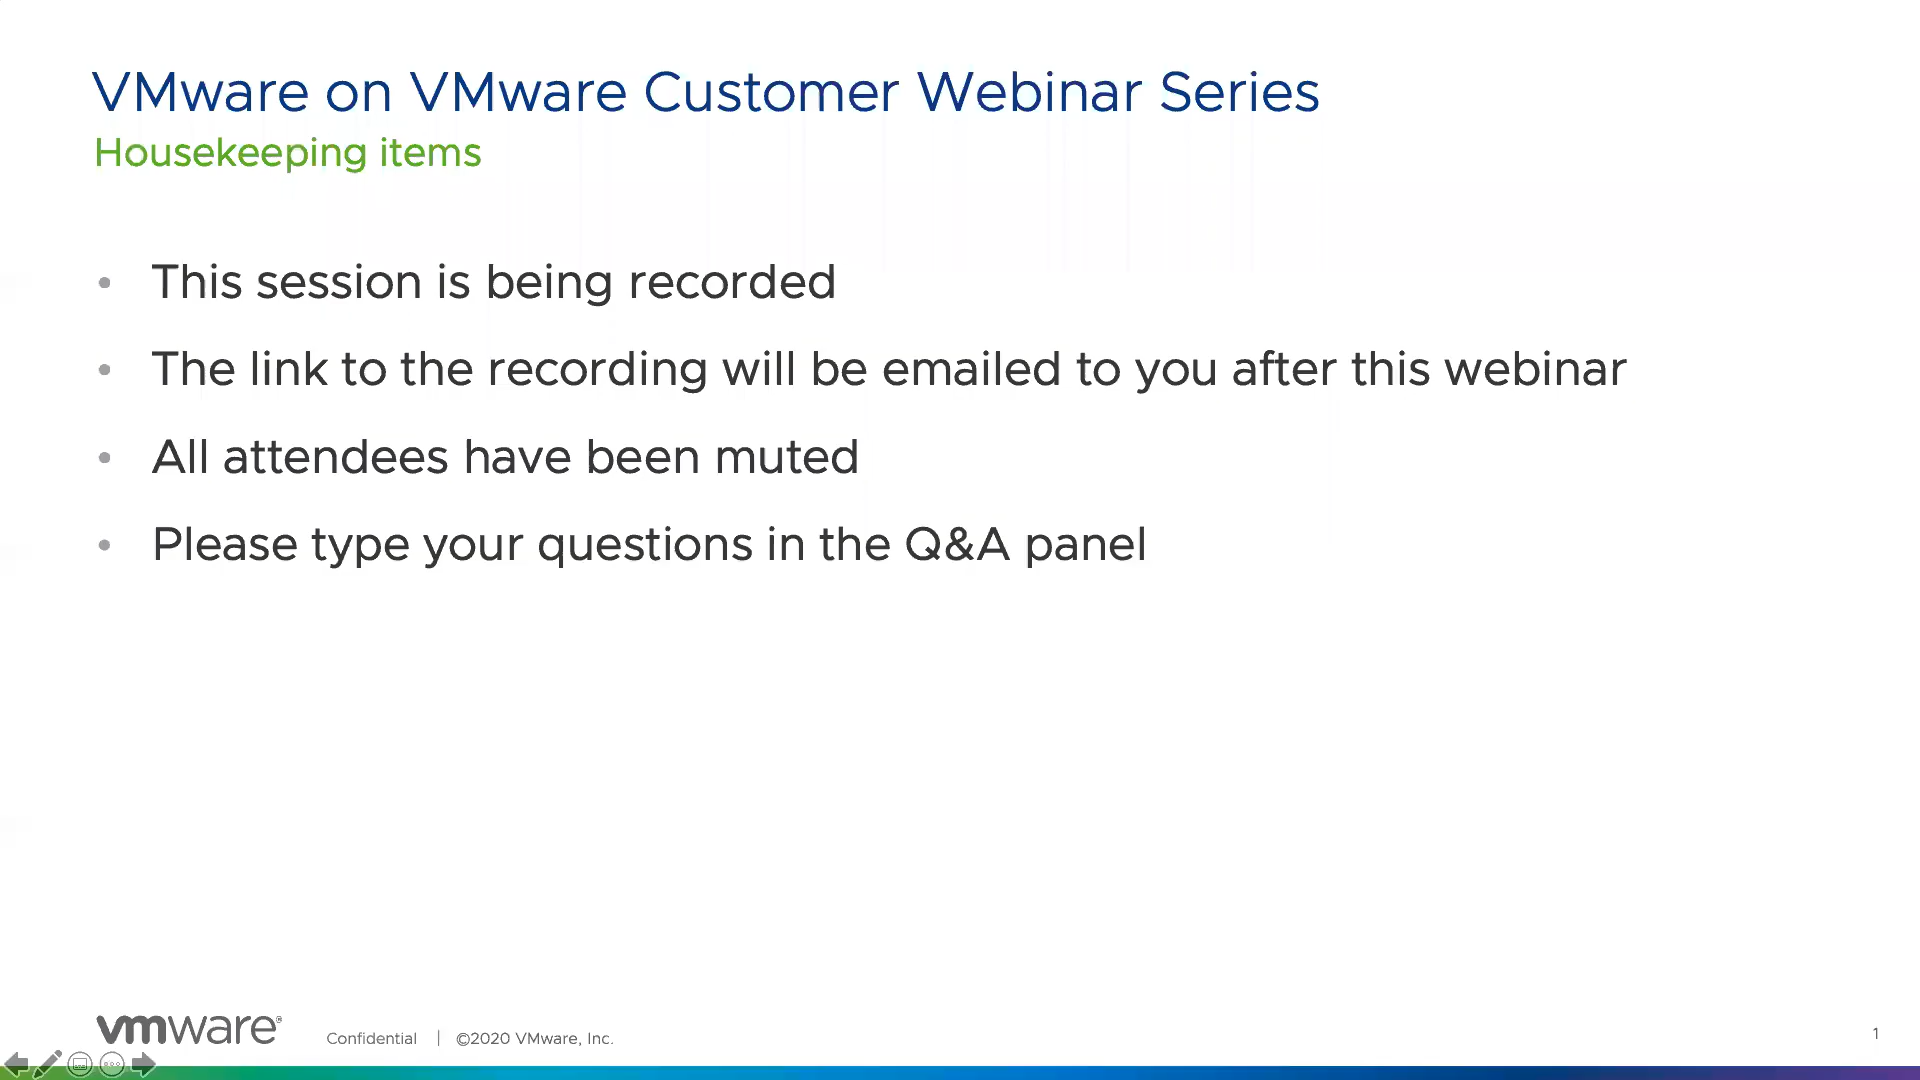 VMware on VMware Customer Webinar Series
Housekeeping items
• This session is being recorded
• The link to the recording will be emailed to you after this webinar
• All attendees have been muted
• Please type your questions in the Q&A panel
vmware® Confidential | ©2020 VMware, Inc. 1